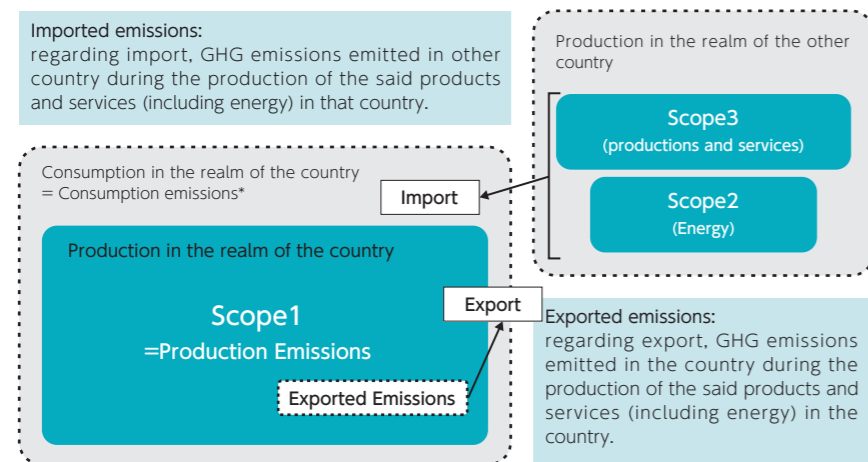 Imported emissions:
regarding import, GHG emissions emitted in other
country during the production of the said products
and services (including energy) in that country.
Production in the realm of the other
country
Scope3
(productions and services)
Scope2
(Energy)
Consumption in the realm of the country
= Consumption emissions*
Import
Production in the realm of the country
Scope1
=Production Emissions
Export
Exported Emissions
Exported emissions:
regarding export, GHG emissions
emitted in the country during the
production of the said products and
services (including energy) in the
country.